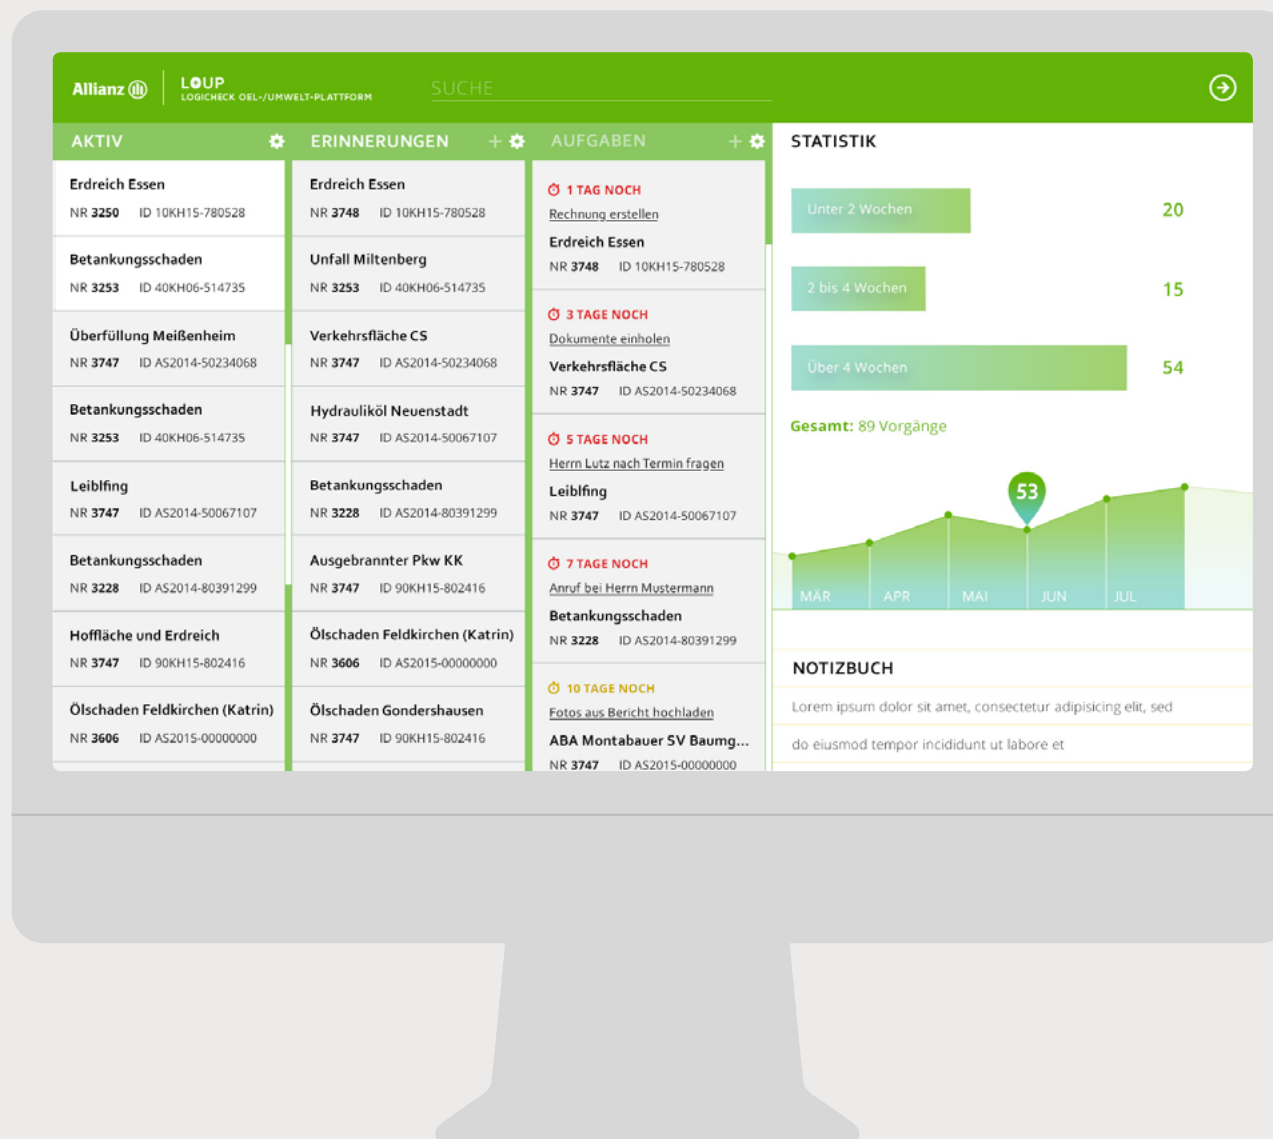 Allianz
LOUP
LOGICHECK OEL-/UMWELT-PLATTFORM
SUCHE
AKTIV
Erdreich Essen
NR 3250 ID 10KH15-780528
Betankungsschaden
NR 3253 ID 40KH06-514735
Überfüllung Meißenheim
NR 3747 ID AS2014-50234068
Betankungsschaden
NR 3253 ID 40KH06-514735
Leiblfing
NR 3747 ID AS2014-50067107
Betankungsschaden
NR 3228 ID AS2014-80391299
Hoffläche und Erdreich
NR 3747 ID 90KH15-802416
Ölschaden Feldkirchen (Katrin)
NR 3606 ID AS2015-00000000
ERINNERUNGEN +
Erdreich Essen
NR 3748 ID 10KH15-780528
Unfall Miltenberg
NR 3253 ID 40KH06-514735
Verkehrsfläche CS
NR 3747 ID AS2014-50234068
Hydrauliköl Neuenstadt
NR 3747 ID AS2014-50067107
Betankungsschaden
NR 3228 ID AS2014-80391299
Ausgebrannter Pkw KK
NR 3747 ID 90KH15-802416
Ölschaden Feldkirchen (Katrin)
NR 3606 ID AS2015-00000000
Ölschaden Gondershausen
NR 3747 ID 90KH15-802416
AUFGABEN +
1 TAG NOCH
Rechnung erstellen
Erdreich Essen
NR 3748 ID 10KH15-780528
3 TAGE NOCH
Dokumente einholen
Verkehrsfläche CS
NR 3747 ID AS2014-50234068
5 TAGE NOCH
Herrn Lutz nach Termin fragen
Leiblfing
NR 3747 ID AS2014-50067107
7 TAGE NOCH
Anruf bei Herrn Mustermann
Betankungsschaden
NR 3228 ID AS2014-80391299
10 TAGE NOCH
Fotos aus Bericht hochladen
ABA Montabauer SV Baumg...
NR 3747 ID AS2015-00000000
STATISTIK
Unter 2 Wochen 20
2 bis 4 Wochen 15
Über 4 Wochen 54
Gesamt: 89 Vorgänge
53
MÄR APR MAI JUN JUL
NOTIZBUCH
Lorem ipsum dolor sit amet, consectetur adipisicing elit, sed
do eiusmod tempor incididunt ut labore et